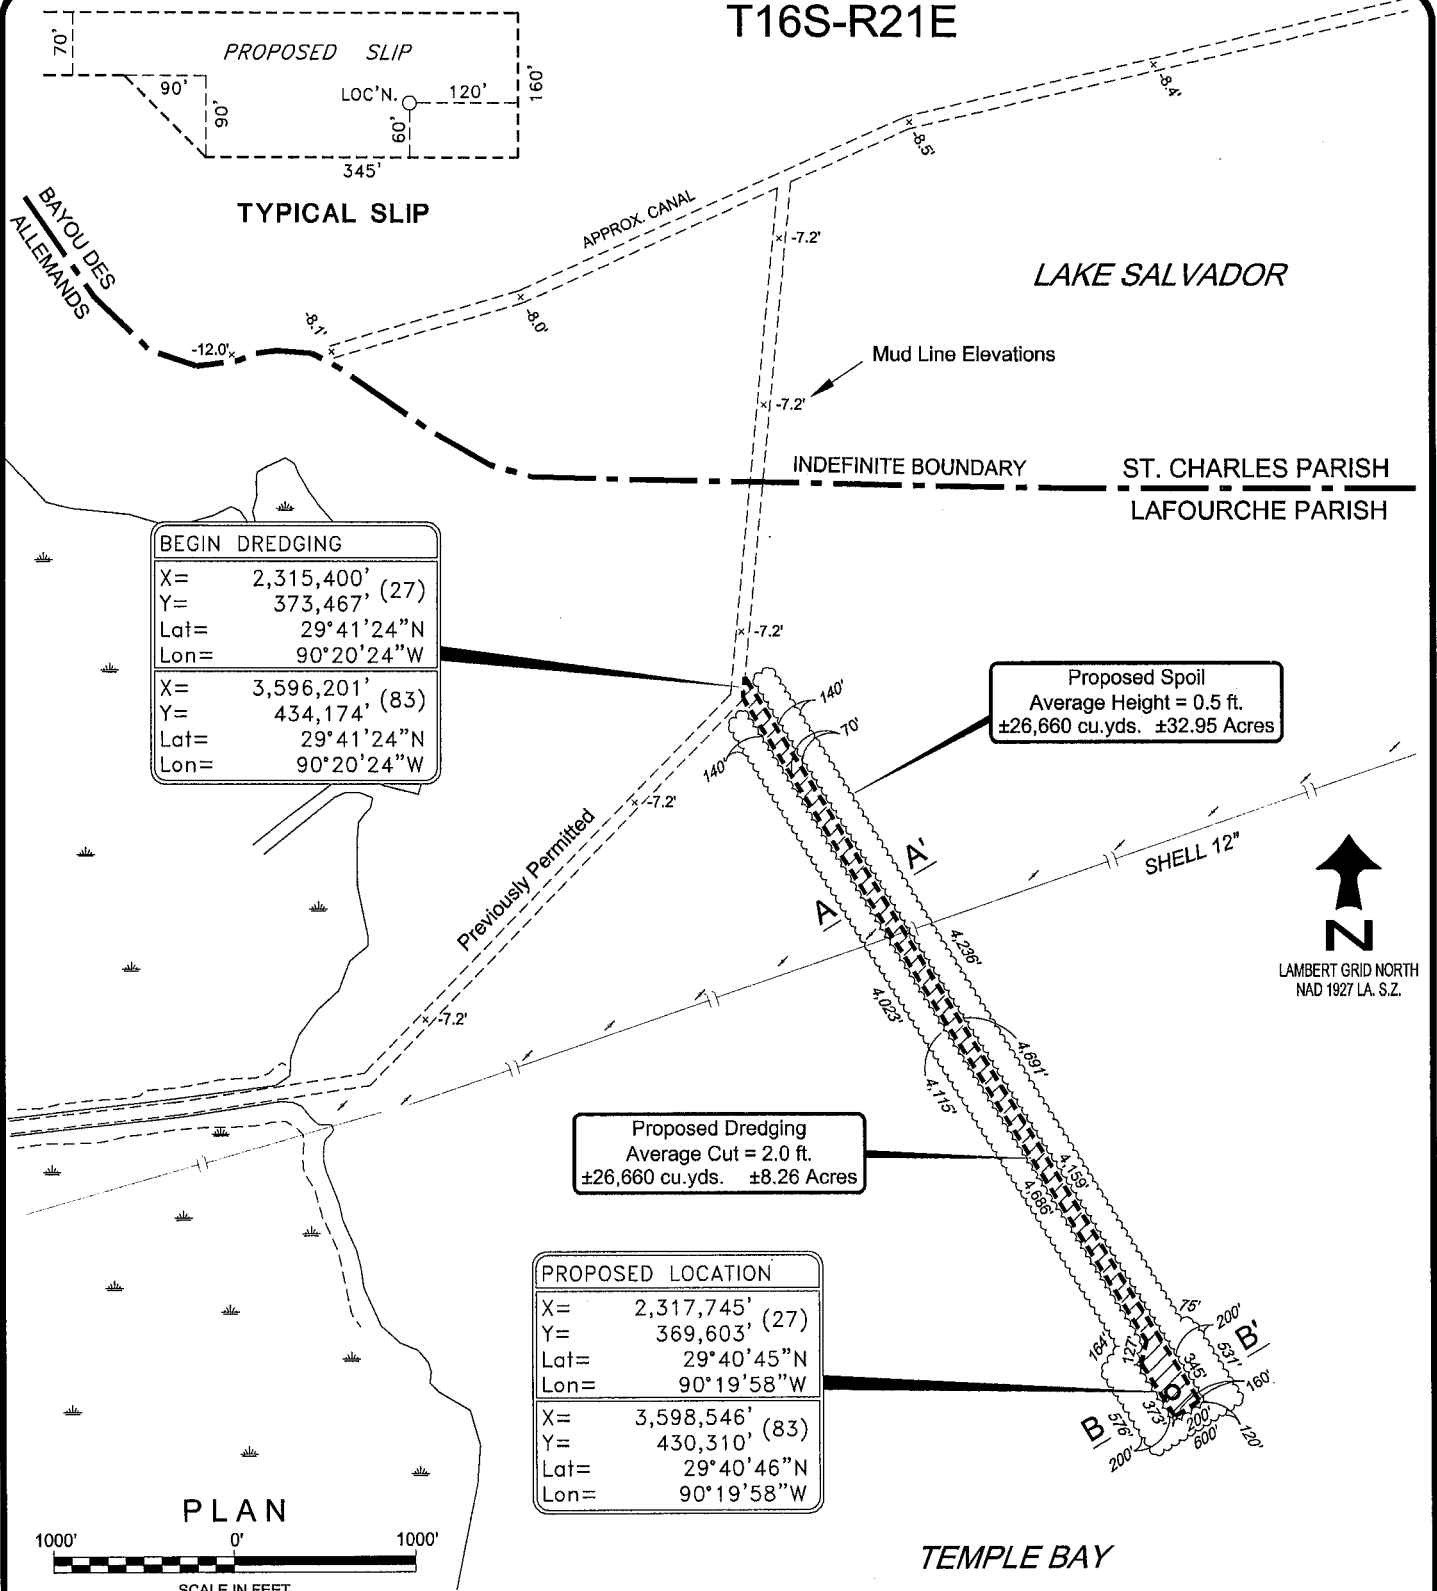 T16S-R21E
70'
PROPOSED SLIP
90'
90'
LOC'N.
120'
60'
160'
345'
TYPICAL SLIP
BAYOU DES
ALLEMANDS
APPROX. CANAL
-8.4'
-8.5'
-7.2'
LAKE SALVADOR
-8.1'
-8.0'
-12.0'
Mud Line Elevations
-7.2'
INDEFINITE BOUNDARY
ST. CHARLES PARISH
LAFOURCHE PARISH
BEGIN DREDGING
X= 2,315,400' (27)
Y= 373,467'
Lat= 29°41'24"N
Lon= 90°20'24"W
X= 3,596,201' (83)
Y= 434,174'
Lat= 29°41'24"N
Lon= 90°20'24"W
-7.2'
140'
70'
140'
Proposed Spoil
Average Height = 0.5 ft.
±26,660 cu.yds. ±32.95 Acres
-7.2'
Previously Permitted
-7.2'
A'
A
SHELL 12"
N
LAMBERT GRID NORTH
NAD 1927 LA. S.Z.
4,236'
4,023'
4,691'
4,115'
Proposed Dredging
Average Cut = 2.0 ft.
±26,660 cu.yds. ±8.26 Acres
4,159'
4,686'
PROPOSED LOCATION
X= 2,317,745' (27)
Y= 369,603'
Lat= 29°40'45"N
Lon= 90°19'58"W
X= 3,598,546' (83)
Y= 430,310'
Lat= 29°40'46"N
Lon= 90°19'58"W
75'
200'
B'
531'
164'
127'
345'
160'
373'
200'
B
576'
200'
600'
120'
PLAN
1000' 0' 1000'
SCALE IN FEET
TEMPLE BAY